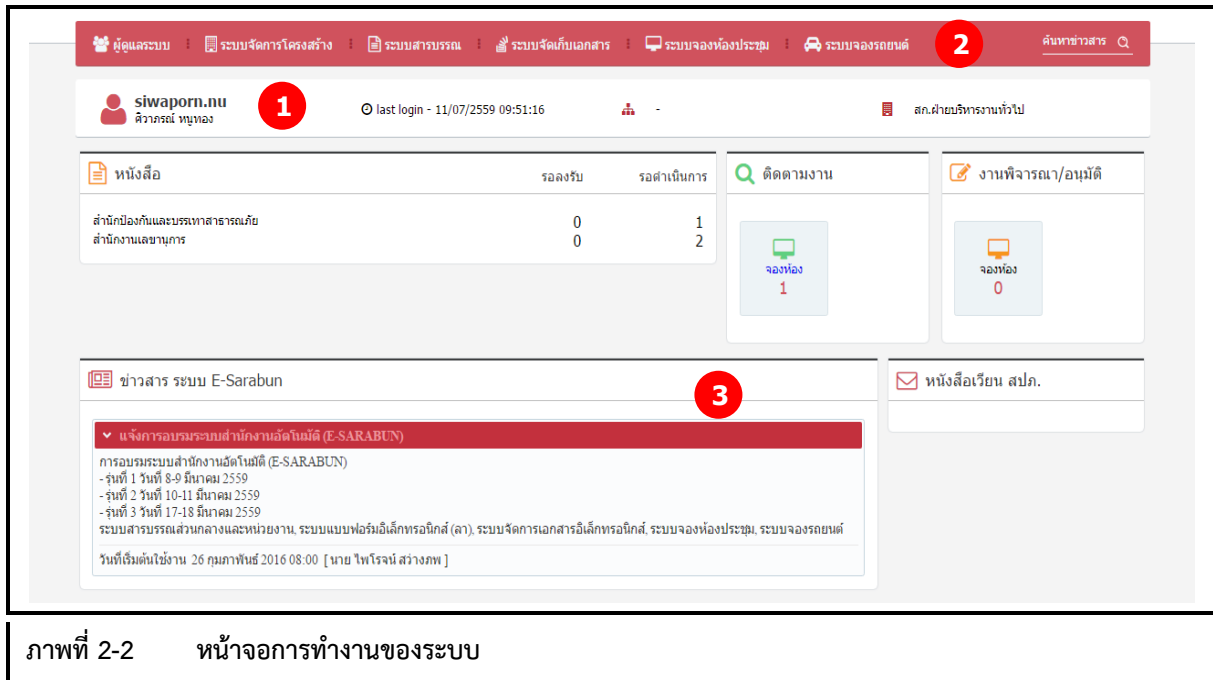 ผู้ดูแลระบบ ระบบจัดการโครงสร้าง ระบบสารบรรณ ระบบจัดเก็บเอกสาร ระบบจองห้องประชุม ระบบจองรถยนต์ 2 ค้นหาข่าวสาร
siwaporn.nu 1 last login - 11/07/2559 09:51:16 - สก.ฝ่ายบริหารงานทั่วไป
ศิวาภรณ์ หนูทอง
หนังสือ รอลงรับ รอดำเนินการ
ติดตามงาน
งานพิจารณา/อนุมัติ
สำนักป้องกันและบรรเทาสาธารณภัย 0 1
สำนักงานเลขานุการ 0 2
จองห้อง
1
จองห้อง
0
ข่าวสาร ระบบ E-Sarabun 3
หนังสือเวียน สปภ.
แจ้งการอบรมระบบสำนักงานอัตโนมัติ (E-SARABUN)
การอบรมระบบสำนักงานอัตโนมัติ (E-SARABUN)
- รุ่นที่ 1 วันที่ 8-9 มีนาคม 2559
- รุ่นที่ 2 วันที่ 10-11 มีนาคม 2559
- รุ่นที่ 3 วันที่ 17-18 มีนาคม 2559
ระบบสารบรรณส่วนกลางและหน่วยงาน, ระบบแบบฟอร์มอิเล็กทรอนิกส์ (ลา), ระบบจัดการเอกสารอิเล็กทรอนิกส์, ระบบจองห้องประชุม, ระบบจองรถยนต์
วันที่เริ่มต้นใช้งาน 26 กุมภาพันธ์ 2016 08:00 [ นาย ไพโรจน์ สว่างภพ ]
ภาพที่ 2-2 หน้าจอการทำงานของระบบ